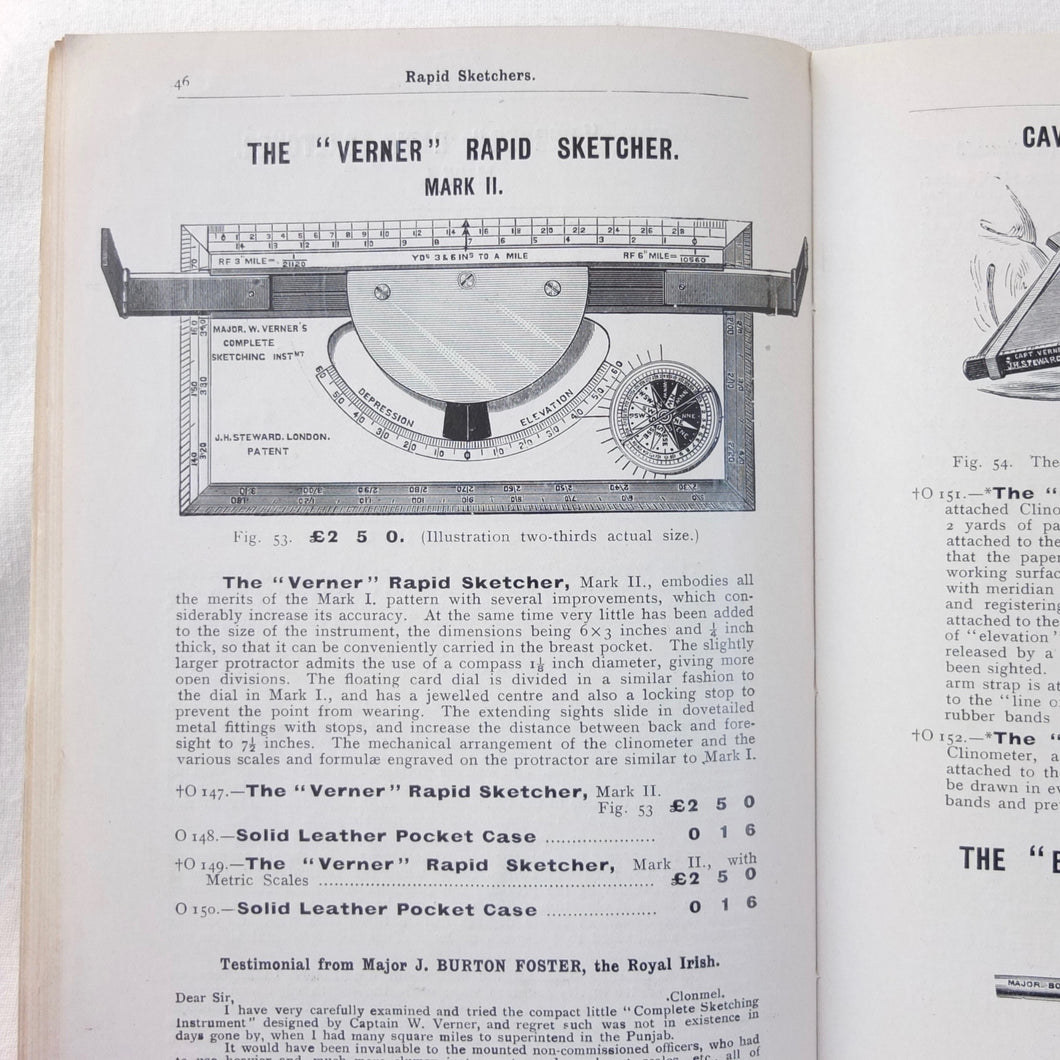 46
Rapid Sketchers.
THE "VERNER" RAPID SKETCHER.
MARK II.
RF 3" MILE = 1/21120
YDS 3 & 6 INS TO A MILE
RF 6" MILE = 1/10560
MAJOR. W. VERNER'S
COMPLETE
SKETCHING INSTMT
DEPRESSION
ELEVATION
J.H. STEWARD. LONDON.
PATENT
Fig. 53. £2 5 0. (Illustration two-thirds actual size.)
The "Verner" Rapid Sketcher, Mark II., embodies all
the merits of the Mark I. pattern with several improvements, which con-
siderably increase its accuracy. At the same time very little has been added
to the size of the instrument, the dimensions being 6×3 inches and ¼ inch
thick, so that it can be conveniently carried in the breast pocket. The slightly
larger protractor admits the use of a compass 1⅛ inch diameter, giving more
open divisions. The floating card dial is divided in a similar fashion to
the dial in Mark I., and has a jewelled centre and also a locking stop to
prevent the point from wearing. The extending sights slide in dovetailed
metal fittings with stops, and increase the distance between back and fore-
sight to 7½ inches. The mechanical arrangement of the clinometer and the
various scales and formulæ engraved on the protractor are similar to Mark I.
†O 147.—The "Verner" Rapid Sketcher, Mark II.
Fig. 53 £2 5 0
O 148.—Solid Leather Pocket Case .................... 0 1 6
†O 149.—The "Verner" Rapid Sketcher, Mark II., with
Metric Scales ............................................................ £2 5 0
O 150.—Solid Leather Pocket Case .................... 0 1 6
Testimonial from Major J. BURTON FOSTER, the Royal Irish.
Dear Sir, Clonmel.
I have very carefully examined and tried the compact little "Complete Sketching
Instrument" designed by Captain W. Verner, and regret such was not in existence in
days gone by, when I had many square miles to superintend in the Punjab.
It would have been invaluable to the mounted non-commissioned officers, who had
CAV
CAPT VERNE
J.H. STEWARD
Fig. 54. The
†O 151.—*The "
attached Clino
2 yards of pa
attached to the
that the paper
working surfac
with meridian
and registering
attached to the
of "elevation"
released by a
been sighted.
arm strap is at
to the "line o
rubber bands
†O 152.—*The "
Clinometer, a
attached to th
be drawn in ev
bands and pre
THE "E
MAJOR. BO